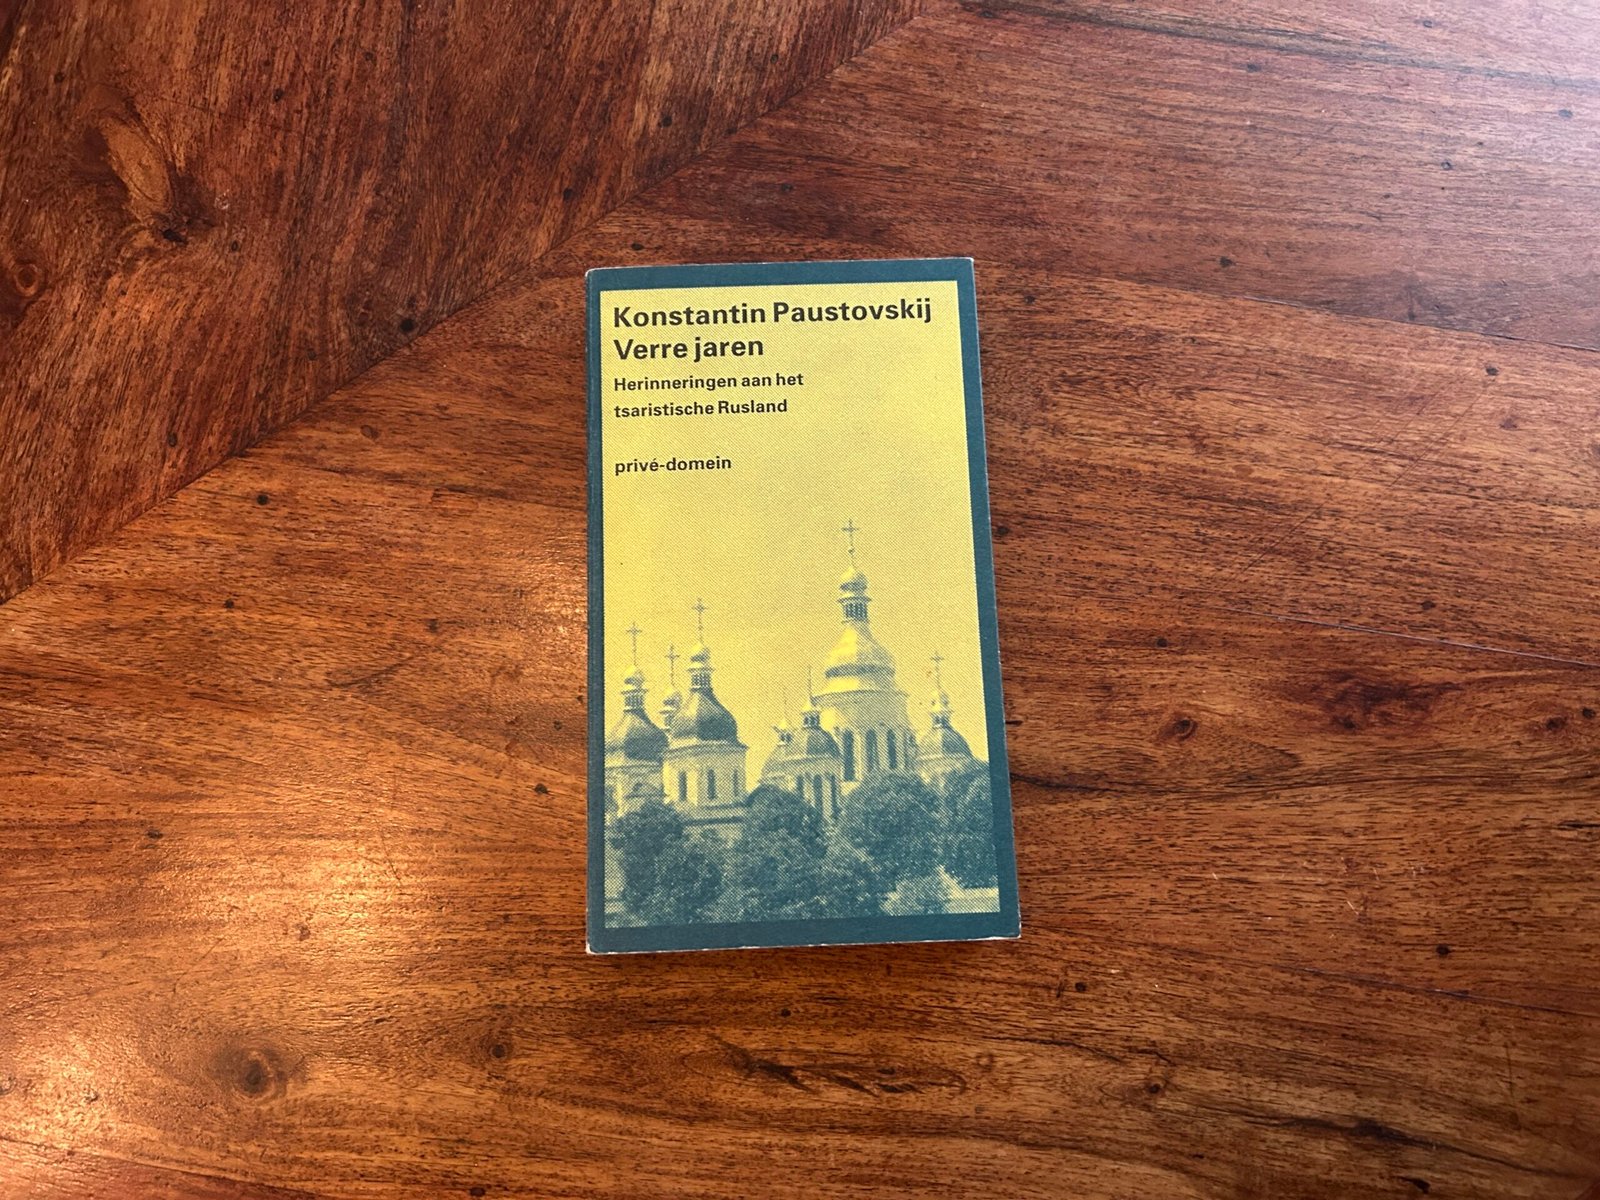 Konstantin Paustovskij
Verre jaren
Herinneringen aan het
tsaristische Rusland
privé-domein